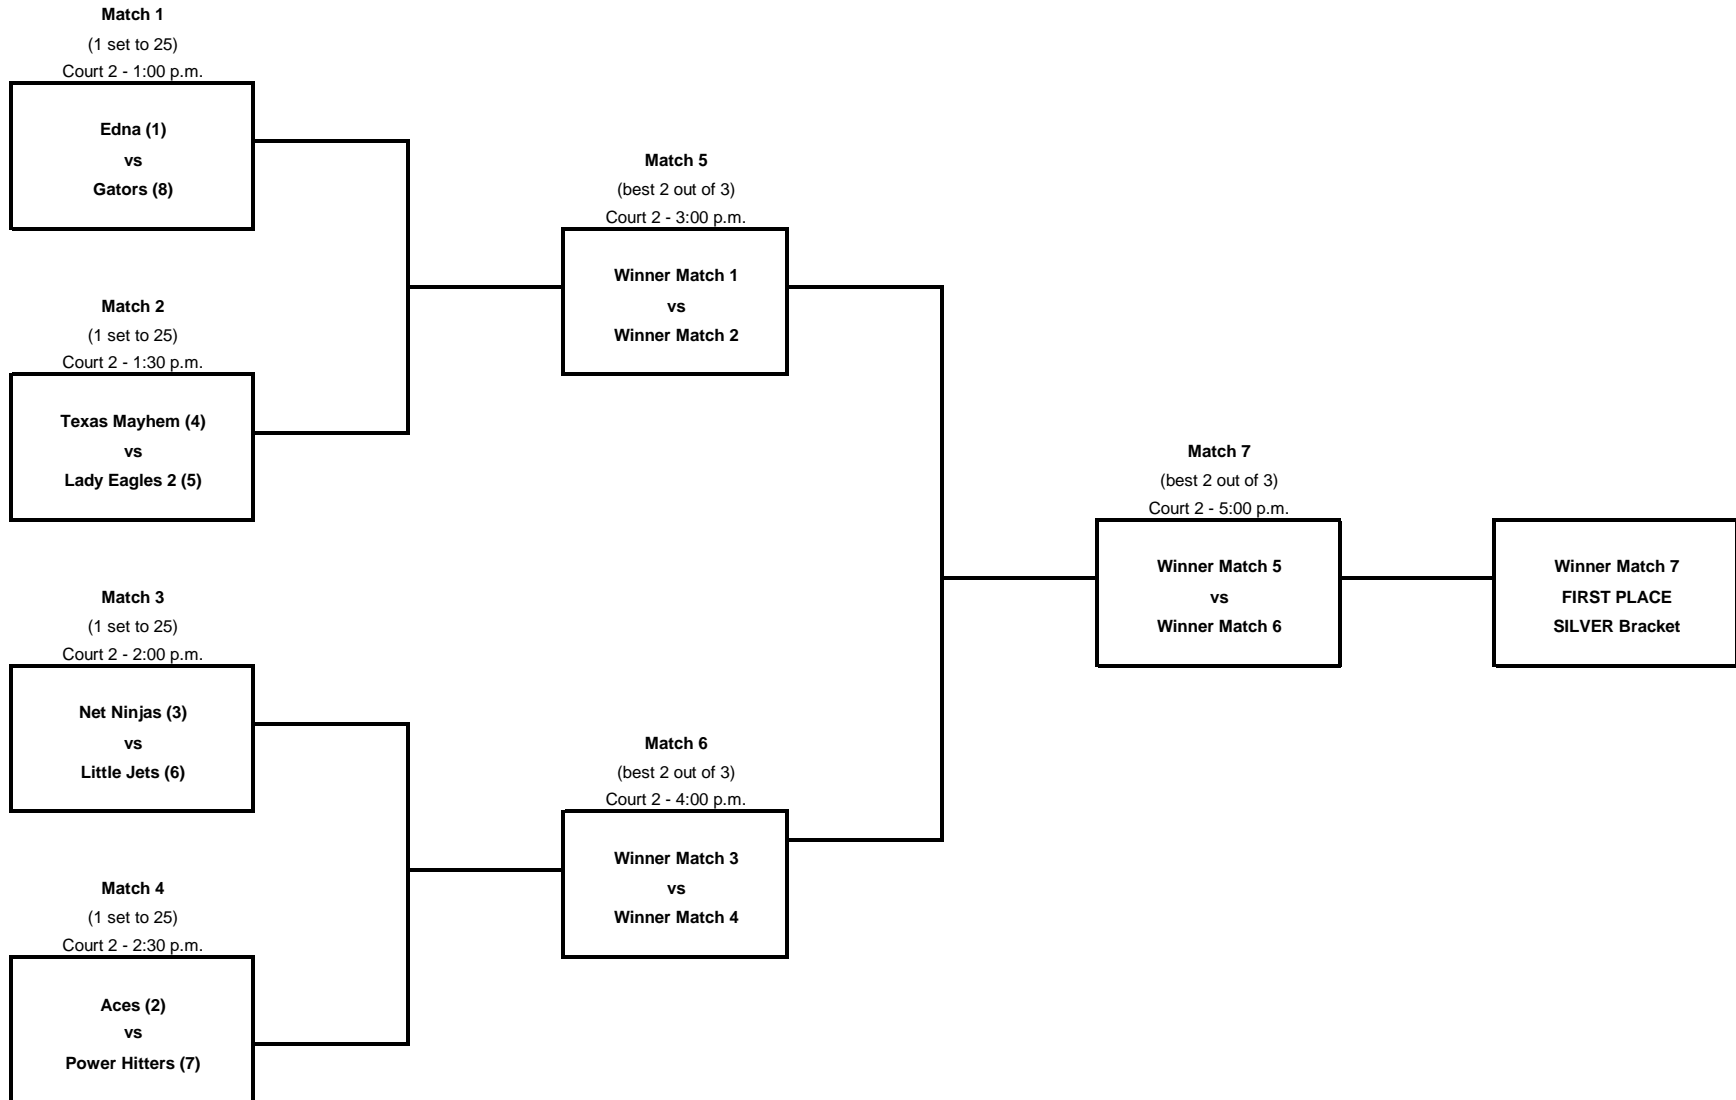 Match 1
(1 set to 25)
Court 2 - 1:00 p.m.
Edna (1)
vs
Gators (8)
Match 2
(1 set to 25)
Court 2 - 1:30 p.m.
Texas Mayhem (4)
vs
Lady Eagles 2 (5)
Match 3
(1 set to 25)
Court 2 - 2:00 p.m.
Net Ninjas (3)
vs
Little Jets (6)
Match 4
(1 set to 25)
Court 2 - 2:30 p.m.
Aces (2)
vs
Power Hitters (7)
Match 5
(best 2 out of 3)
Court 2 - 3:00 p.m.
Winner Match 1
vs
Winner Match 2
Match 6
(best 2 out of 3)
Court 2 - 4:00 p.m.
Winner Match 3
vs
Winner Match 4
Match 7
(best 2 out of 3)
Court 2 - 5:00 p.m.
Winner Match 5
vs
Winner Match 6
Winner Match 7
FIRST PLACE
SILVER Bracket